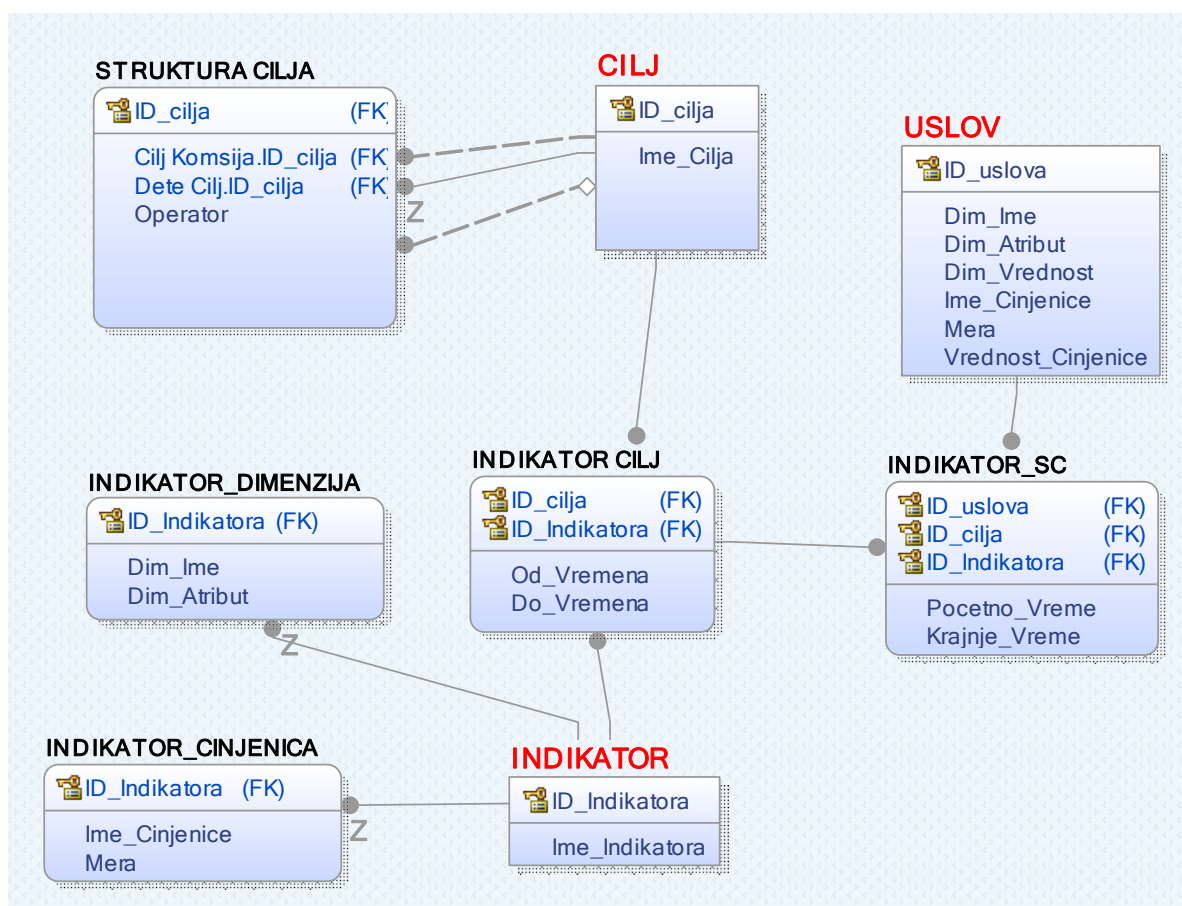 STRUKTURA CILJA
ID_cilja (FK)
Cilj Komsija.ID_cilja (FK)
Dete Cilj.ID_cilja (FK)
Operator
Z
CILJ
ID_cilja
Ime_Cilja
USLOV
ID_uslova
Dim_Ime
Dim_Atribut
Dim_Vrednost
Ime_Cinjenice
Mera
Vrednost_Cinjenice
INDIKATOR_DIMENZIJA
ID_Indikatora (FK)
Dim_Ime
Dim_Atribut
Z
INDIKATOR CILJ
ID_cilja (FK)
ID_Indikatora (FK)
Od_Vremena
Do_Vremena
INDIKATOR_SC
ID_uslova (FK)
ID_cilja (FK)
ID_Indikatora (FK)
Pocetno_Vreme
Krajnje_Vreme
INDIKATOR_CINJENICA
ID_Indikatora (FK)
Ime_Cinjenice
Mera
Z
INDIKATOR
ID_Indikatora
Ime_Indikatora